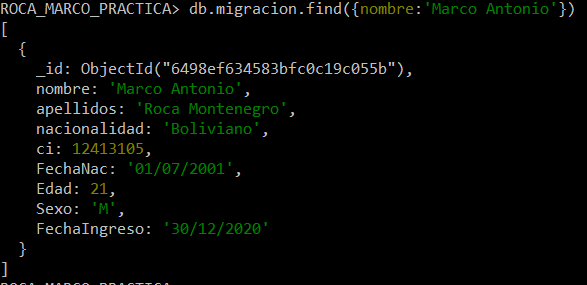 ROCA_MARCO_PRACTICA> db.migracion.find({nombre:'Marco Antonio'})
[
  {
    _id: ObjectId("6498ef634583bfc0c19c055b"),
    nombre: 'Marco Antonio',
    apellidos: 'Roca Montenegro',
    nacionalidad: 'Boliviano',
    ci: 12413105,
    FechaNac: '01/07/2001',
    Edad: 21,
    Sexo: 'M',
    FechaIngreso: '30/12/2020'
  }
]